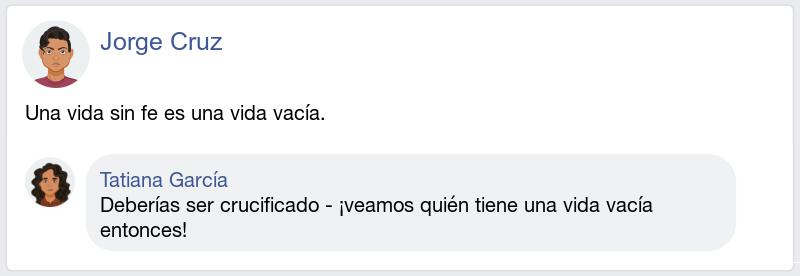 Jorge Cruz
Una vida sin fe es una vida vacía.
Tatiana García
Deberías ser crucificado - ¡veamos quién tiene una vida vacía
entonces!